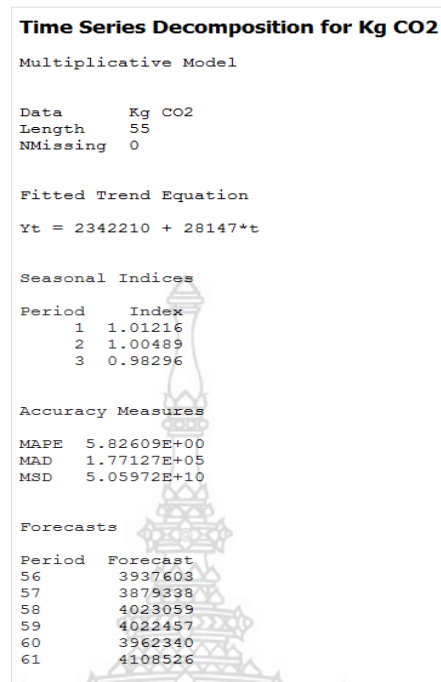 Time Series Decomposition for Kg CO2
Multiplicative Model
Data Kg CO2
Length 55
NMissing 0
Fitted Trend Equation
Yt = 2342210 + 28147*t
Seasonal Indices
Period Index
1 1.01216
2 1.00489
3 0.98296
Accuracy Measures
MAPE 5.82609E+00
MAD 1.77127E+05
MSD 5.05972E+10
Forecasts
Period Forecast
56 3937603
57 3879338
58 4023059
59 4022457
60 3962340
61 4108526